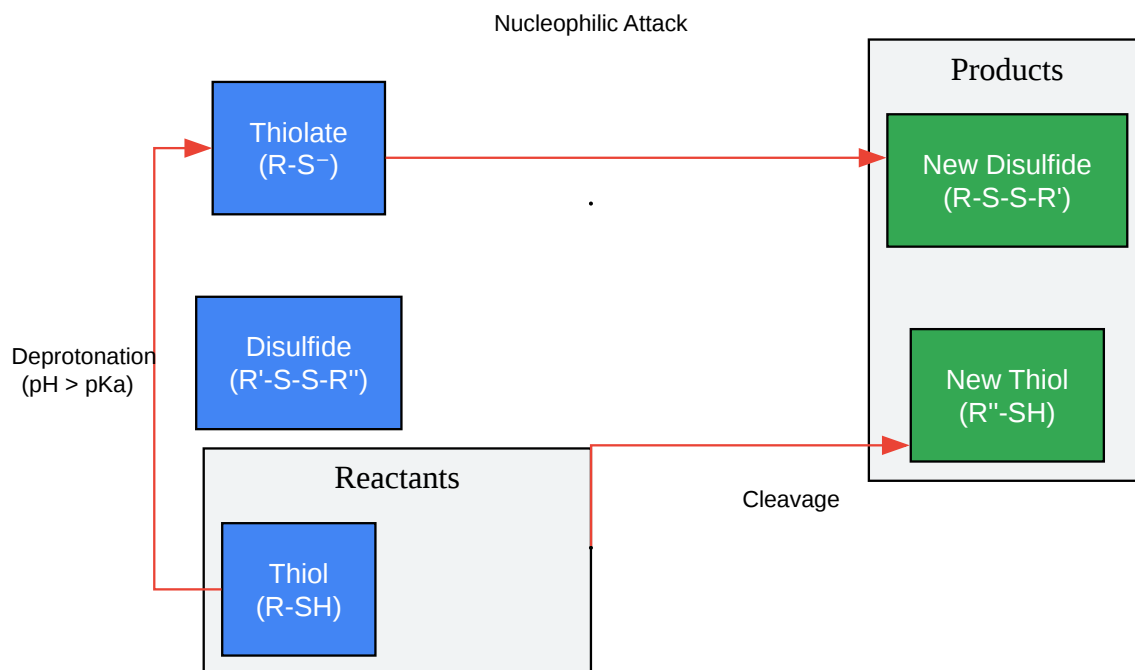 Nucleophilic Attack
Products
Thiolate
(R-S⁻)
New Disulfide
(R-S-S-R')
Deprotonation
(pH > pKa)
Disulfide
(R'-S-S-R'')
New Thiol
(R''-SH)
Reactants
Cleavage
Thiol
(R-SH)